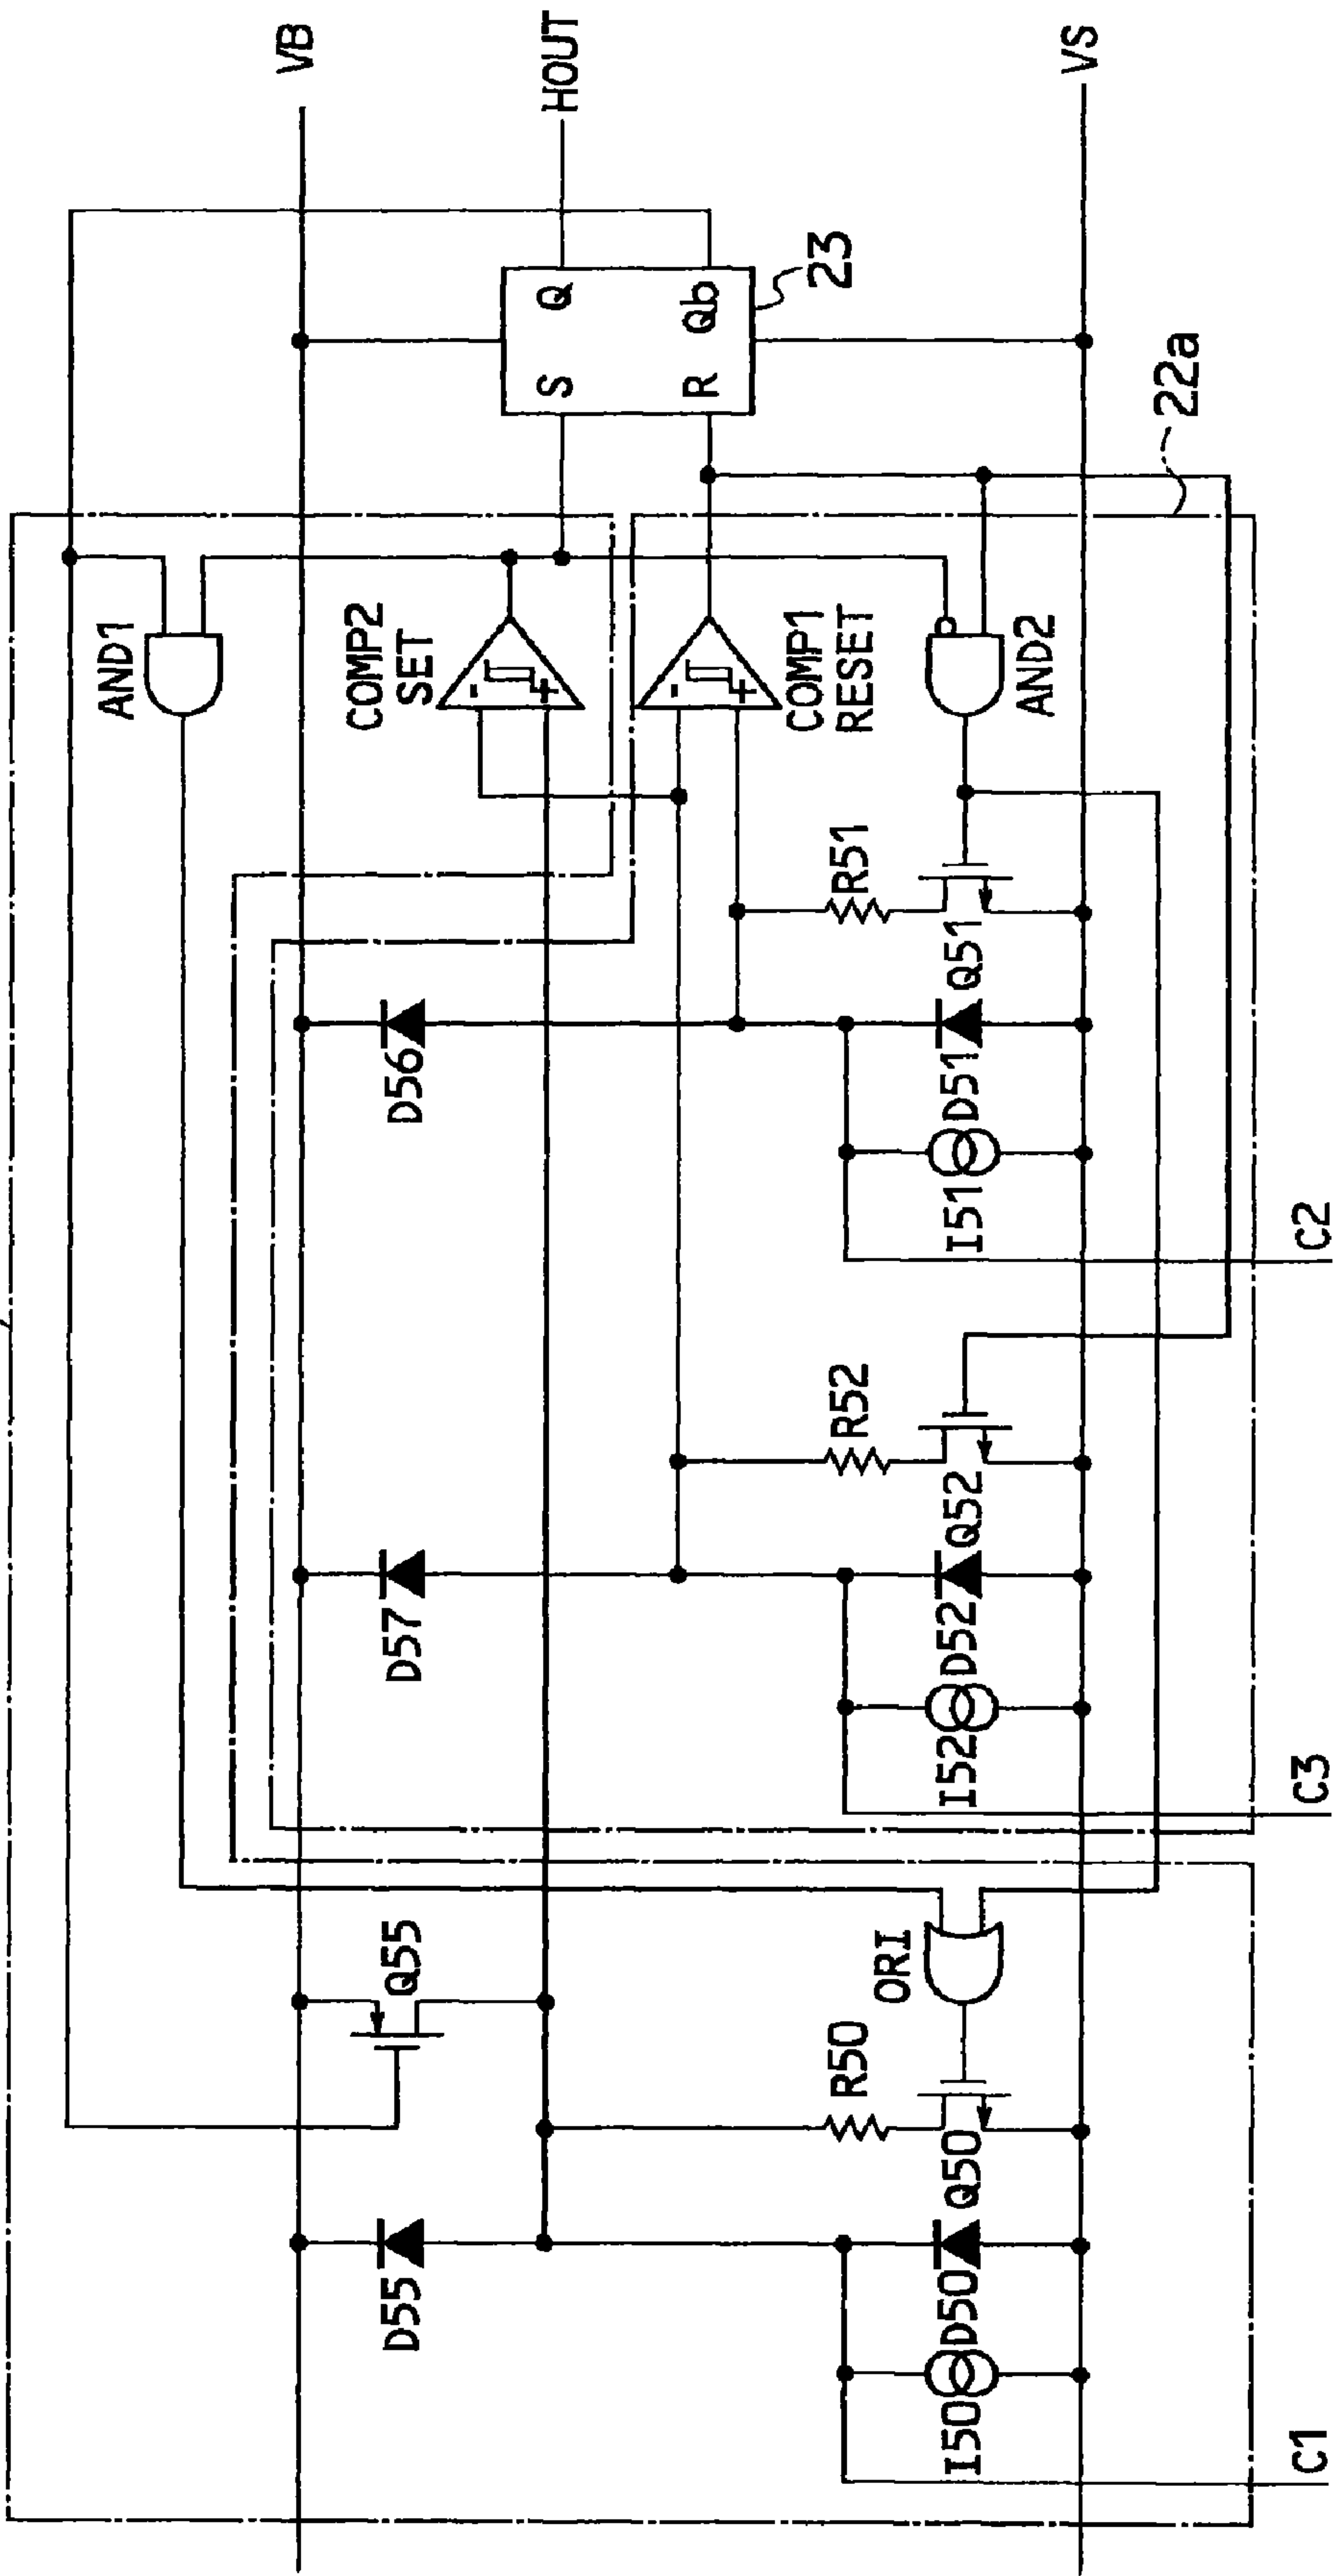 VB
HOUT
VS
AND1
COMP2
SET
S
Q
R
Qb
23
COMP1
RESET
AND2
22a
D55
Q55
D57
D56
R50
ORI
R52
R51
I50
D50
Q50
I52
D52
Q52
I51
D51
Q51
C1
C3
C2